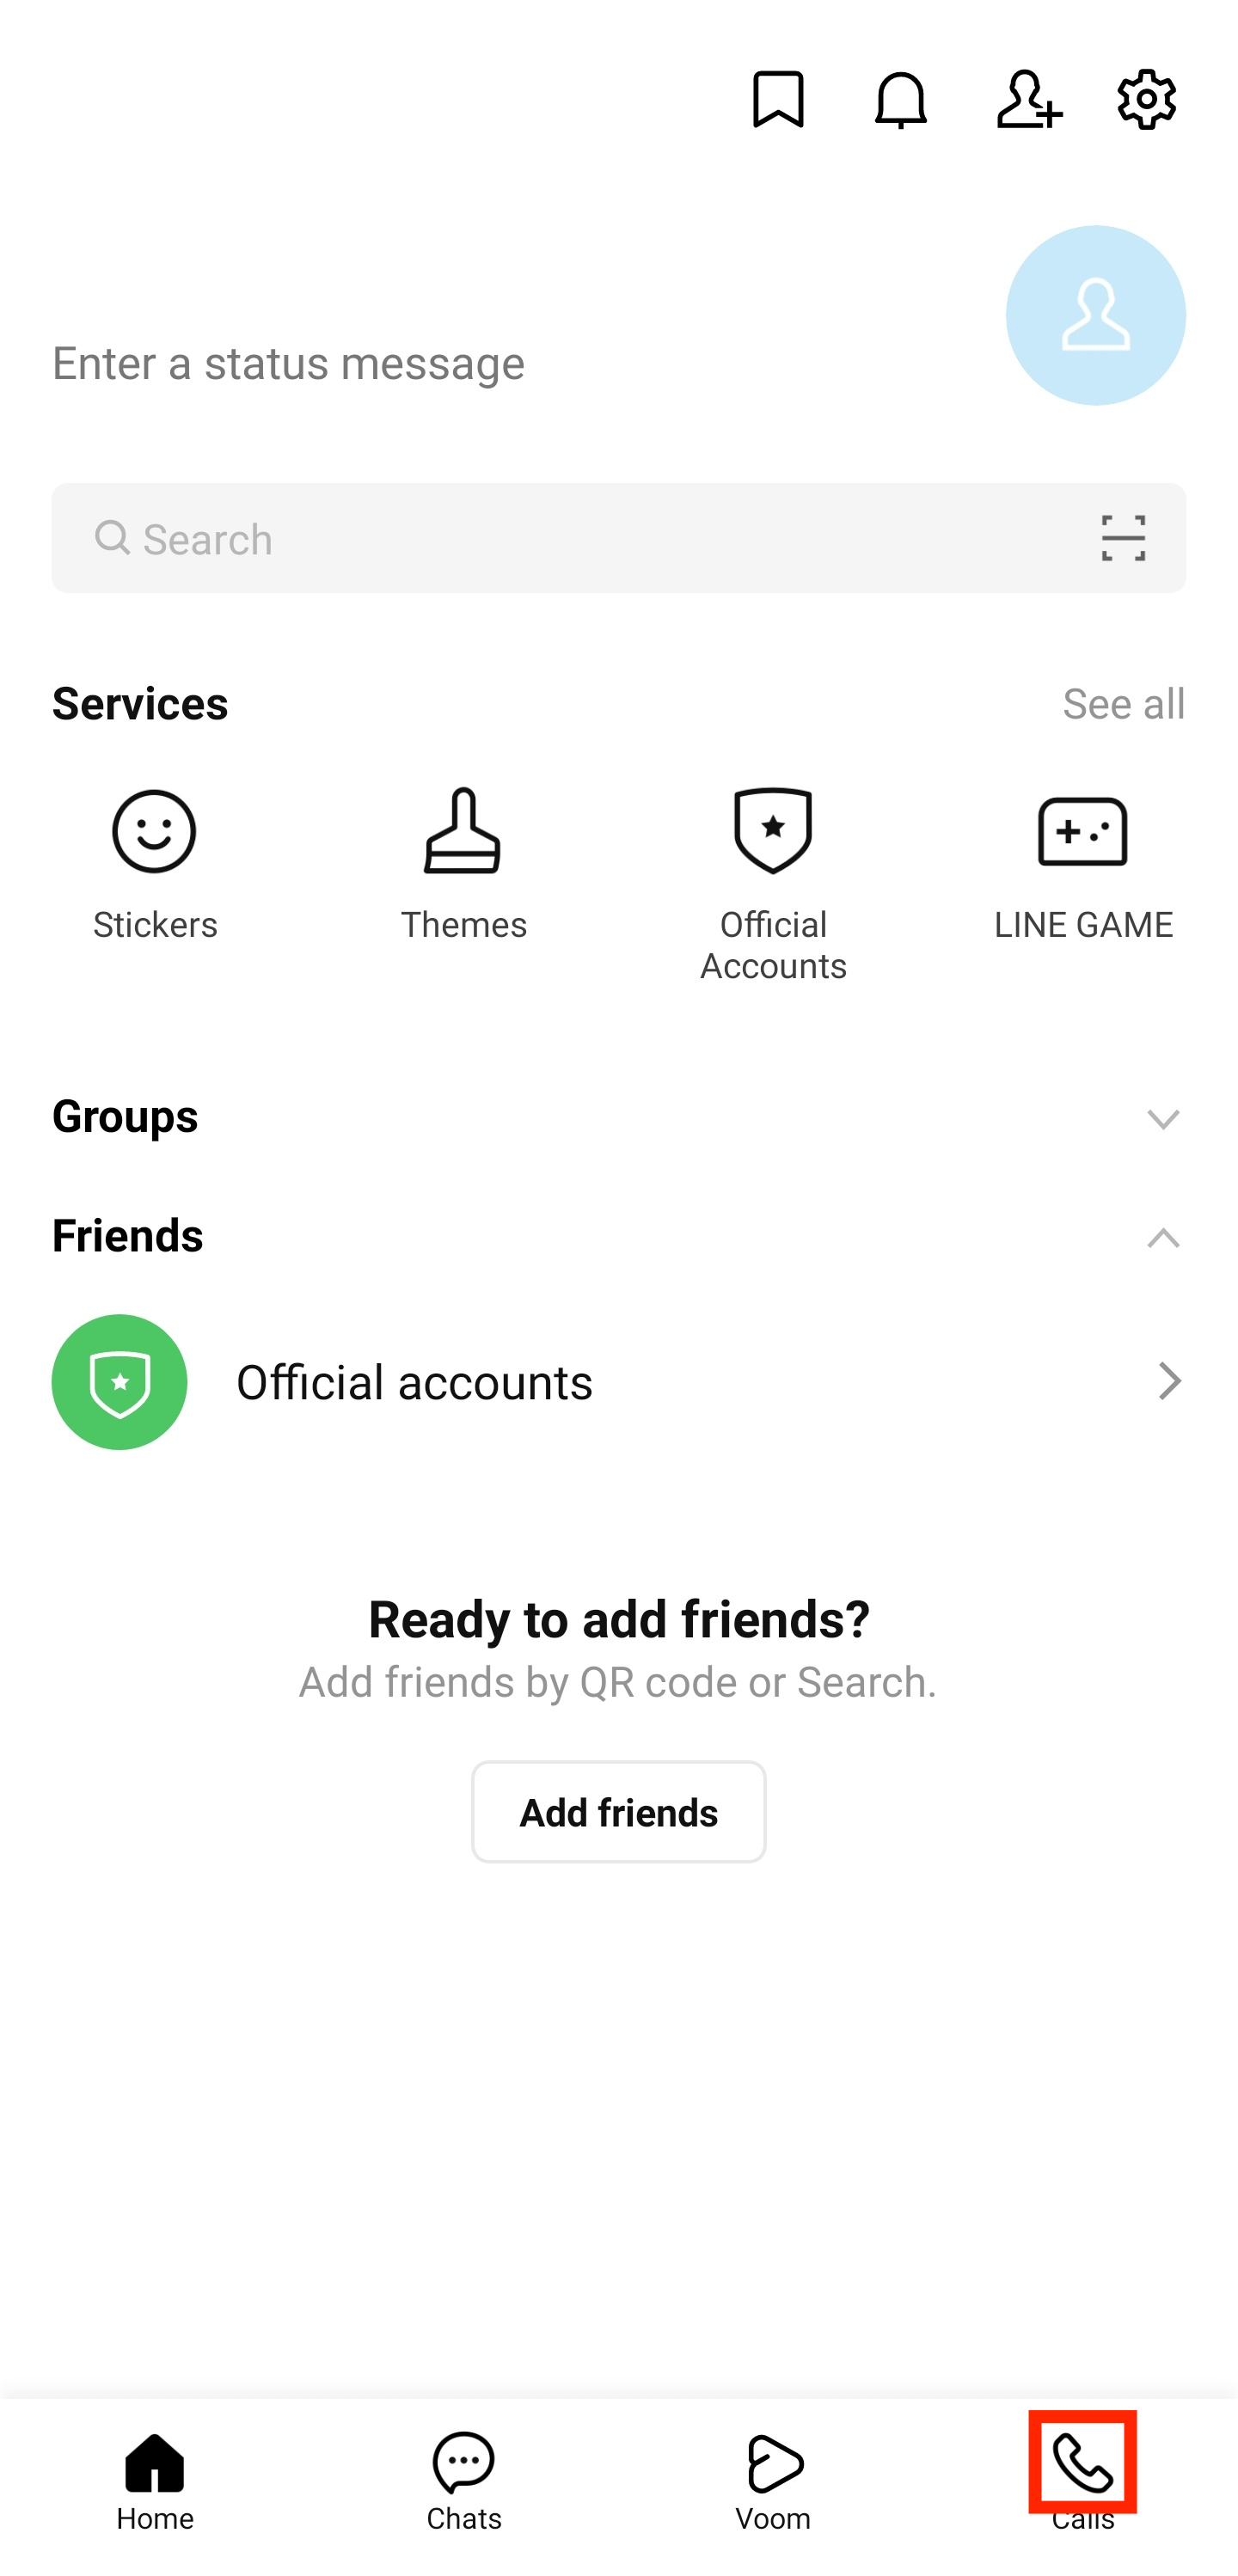 Enter a status message
Search
Services
See all
Stickers
Themes
Official
Accounts
LINE GAME
Groups
Friends
Official accounts
Ready to add friends?
Add friends by QR code or Search.
Add friends
Home
Chats
Voom
Calls